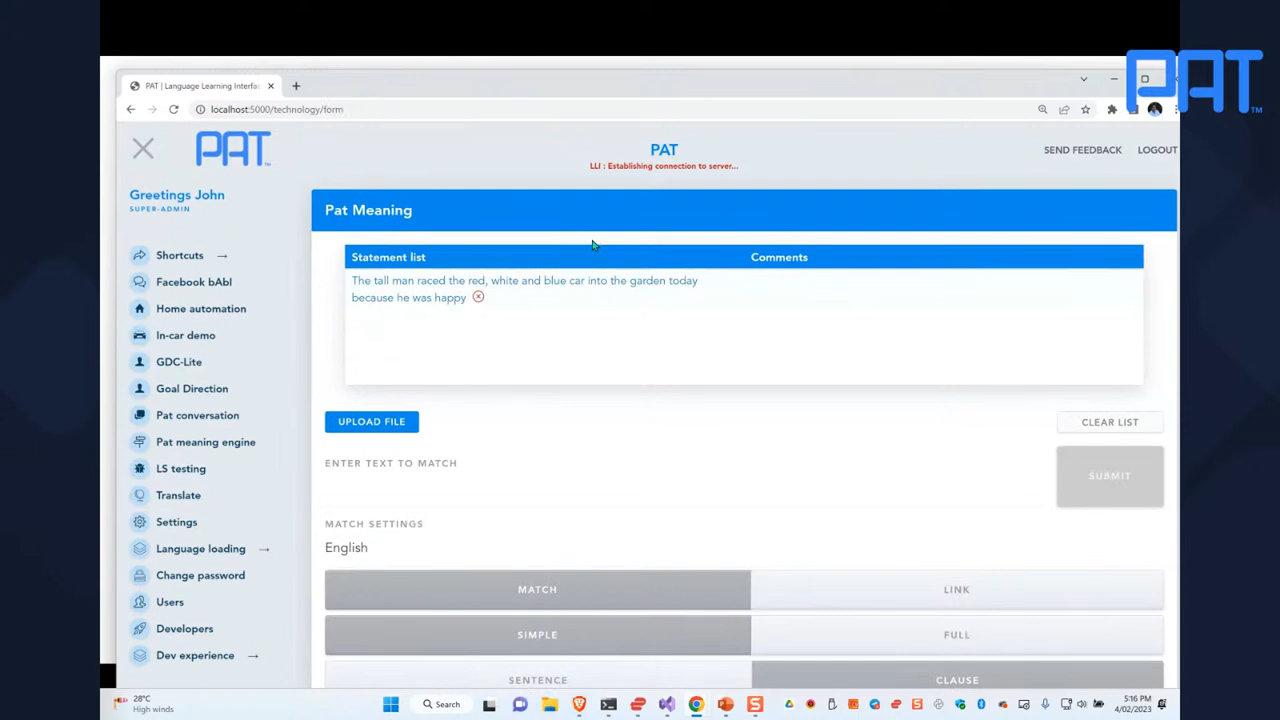 PAT | Language Learning Interfa
localhost:5000/technology/form
PAT™
PAT™
PAT
LLI : Establishing connection to server...
SEND FEEDBACK
LOGOUT
Greetings John
SUPER-ADMIN
Shortcuts
Facebook bAbI
Home automation
In-car demo
GDC-Lite
Goal Direction
Pat conversation
Pat meaning engine
LS testing
Translate
Settings
Language loading
Change password
Users
Developers
Dev experience
Pat Meaning
Statement list
Comments
The tall man raced the red, white and blue car into the garden today
because he was happy
UPLOAD FILE
CLEAR LIST
ENTER TEXT TO MATCH
SUBMIT
MATCH SETTINGS
English
MATCH
LINK
SIMPLE
FULL
SENTENCE
CLAUSE
28°C
High winds
Search
5:16 PM
4/02/2023